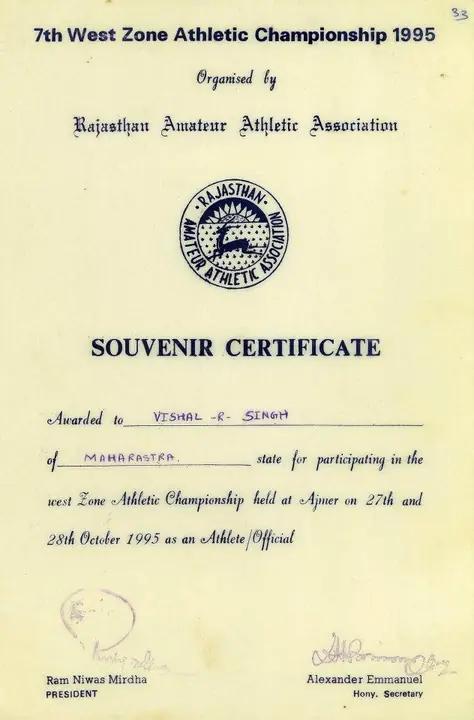 33
7th West Zone Athletic Championship 1995
Organised by
Rajasthan Amateur Athletic Association
· RAJASTHAN ·
AMATEUR ATHLETIC ASSOCIATION
SOUVENIR CERTIFICATE
Awarded to VISHAL -R- SINGH
of MAHARASTRA. state for participating in the
west Zone Athletic Championship held at Ajmer on 27th and
28th October 1995 as an Athlete/Official
Ram Niwas Mirdha Alexander Emmanuel
PRESIDENT Hony. Secretary